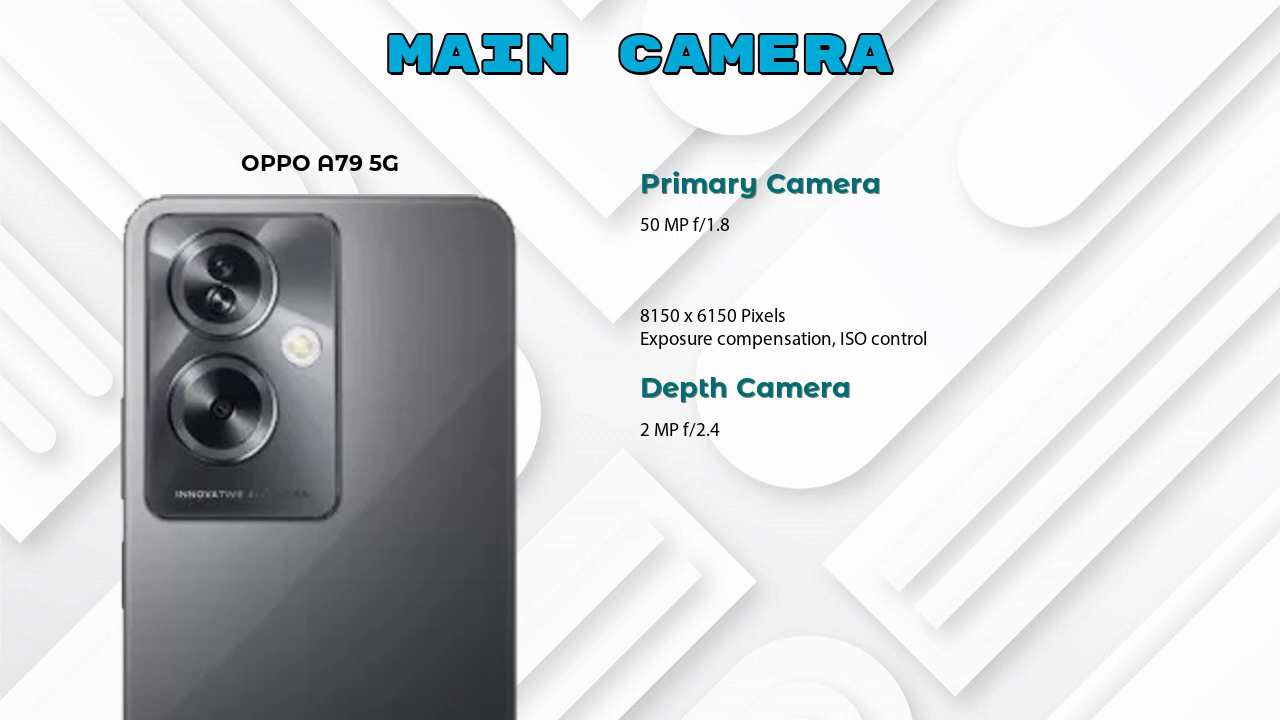 MAIN CAMERA
OPPO A79 5G
Primary Camera
50 MP f/1.8
8150 x 6150 Pixels
Exposure compensation, ISO control
Depth Camera
2 MP f/2.4
INNOVATIVE